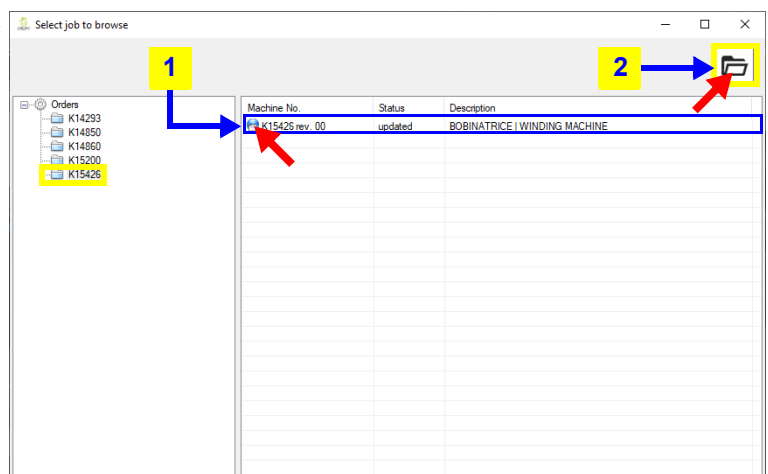 Select job to browse
1
2
Orders
K14293
K14850
K14860
K15200
K15426
Machine No. Status Description
K15426 rev. 00 updated BOBINATRICE | WINDING MACHINE